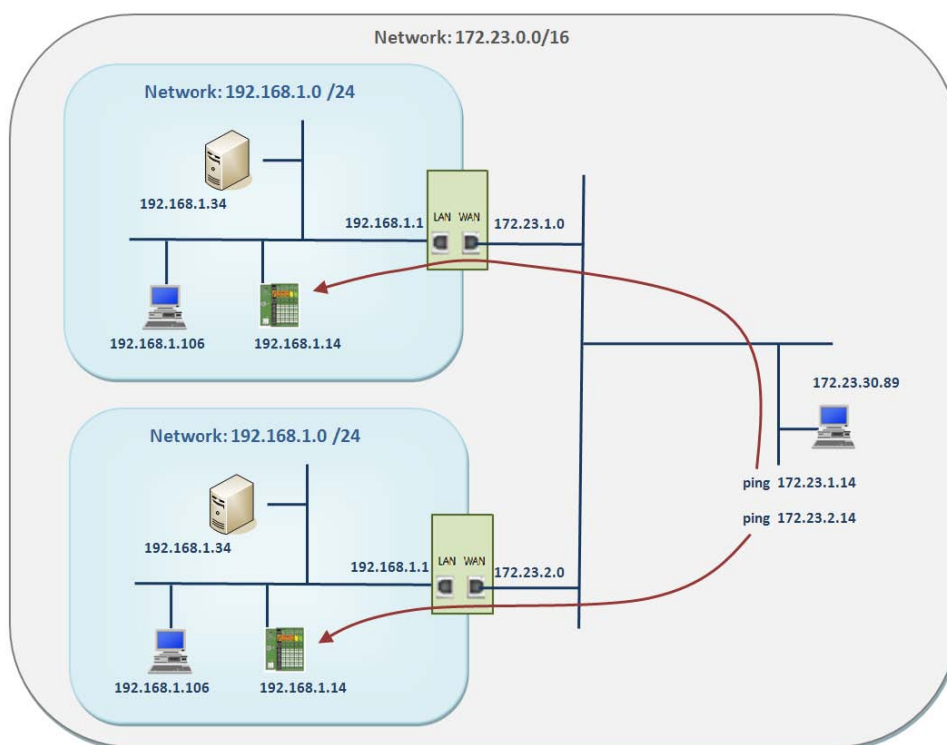 Network: 172.23.0.0/16
Network: 192.168.1.0 /24
192.168.1.34
192.168.1.1
LAN WAN
172.23.1.0
192.168.1.106
192.168.1.14
172.23.30.89
Network: 192.168.1.0 /24
ping 172.23.1.14
ping 172.23.2.14
192.168.1.34
192.168.1.1
LAN WAN
172.23.2.0
192.168.1.106
192.168.1.14